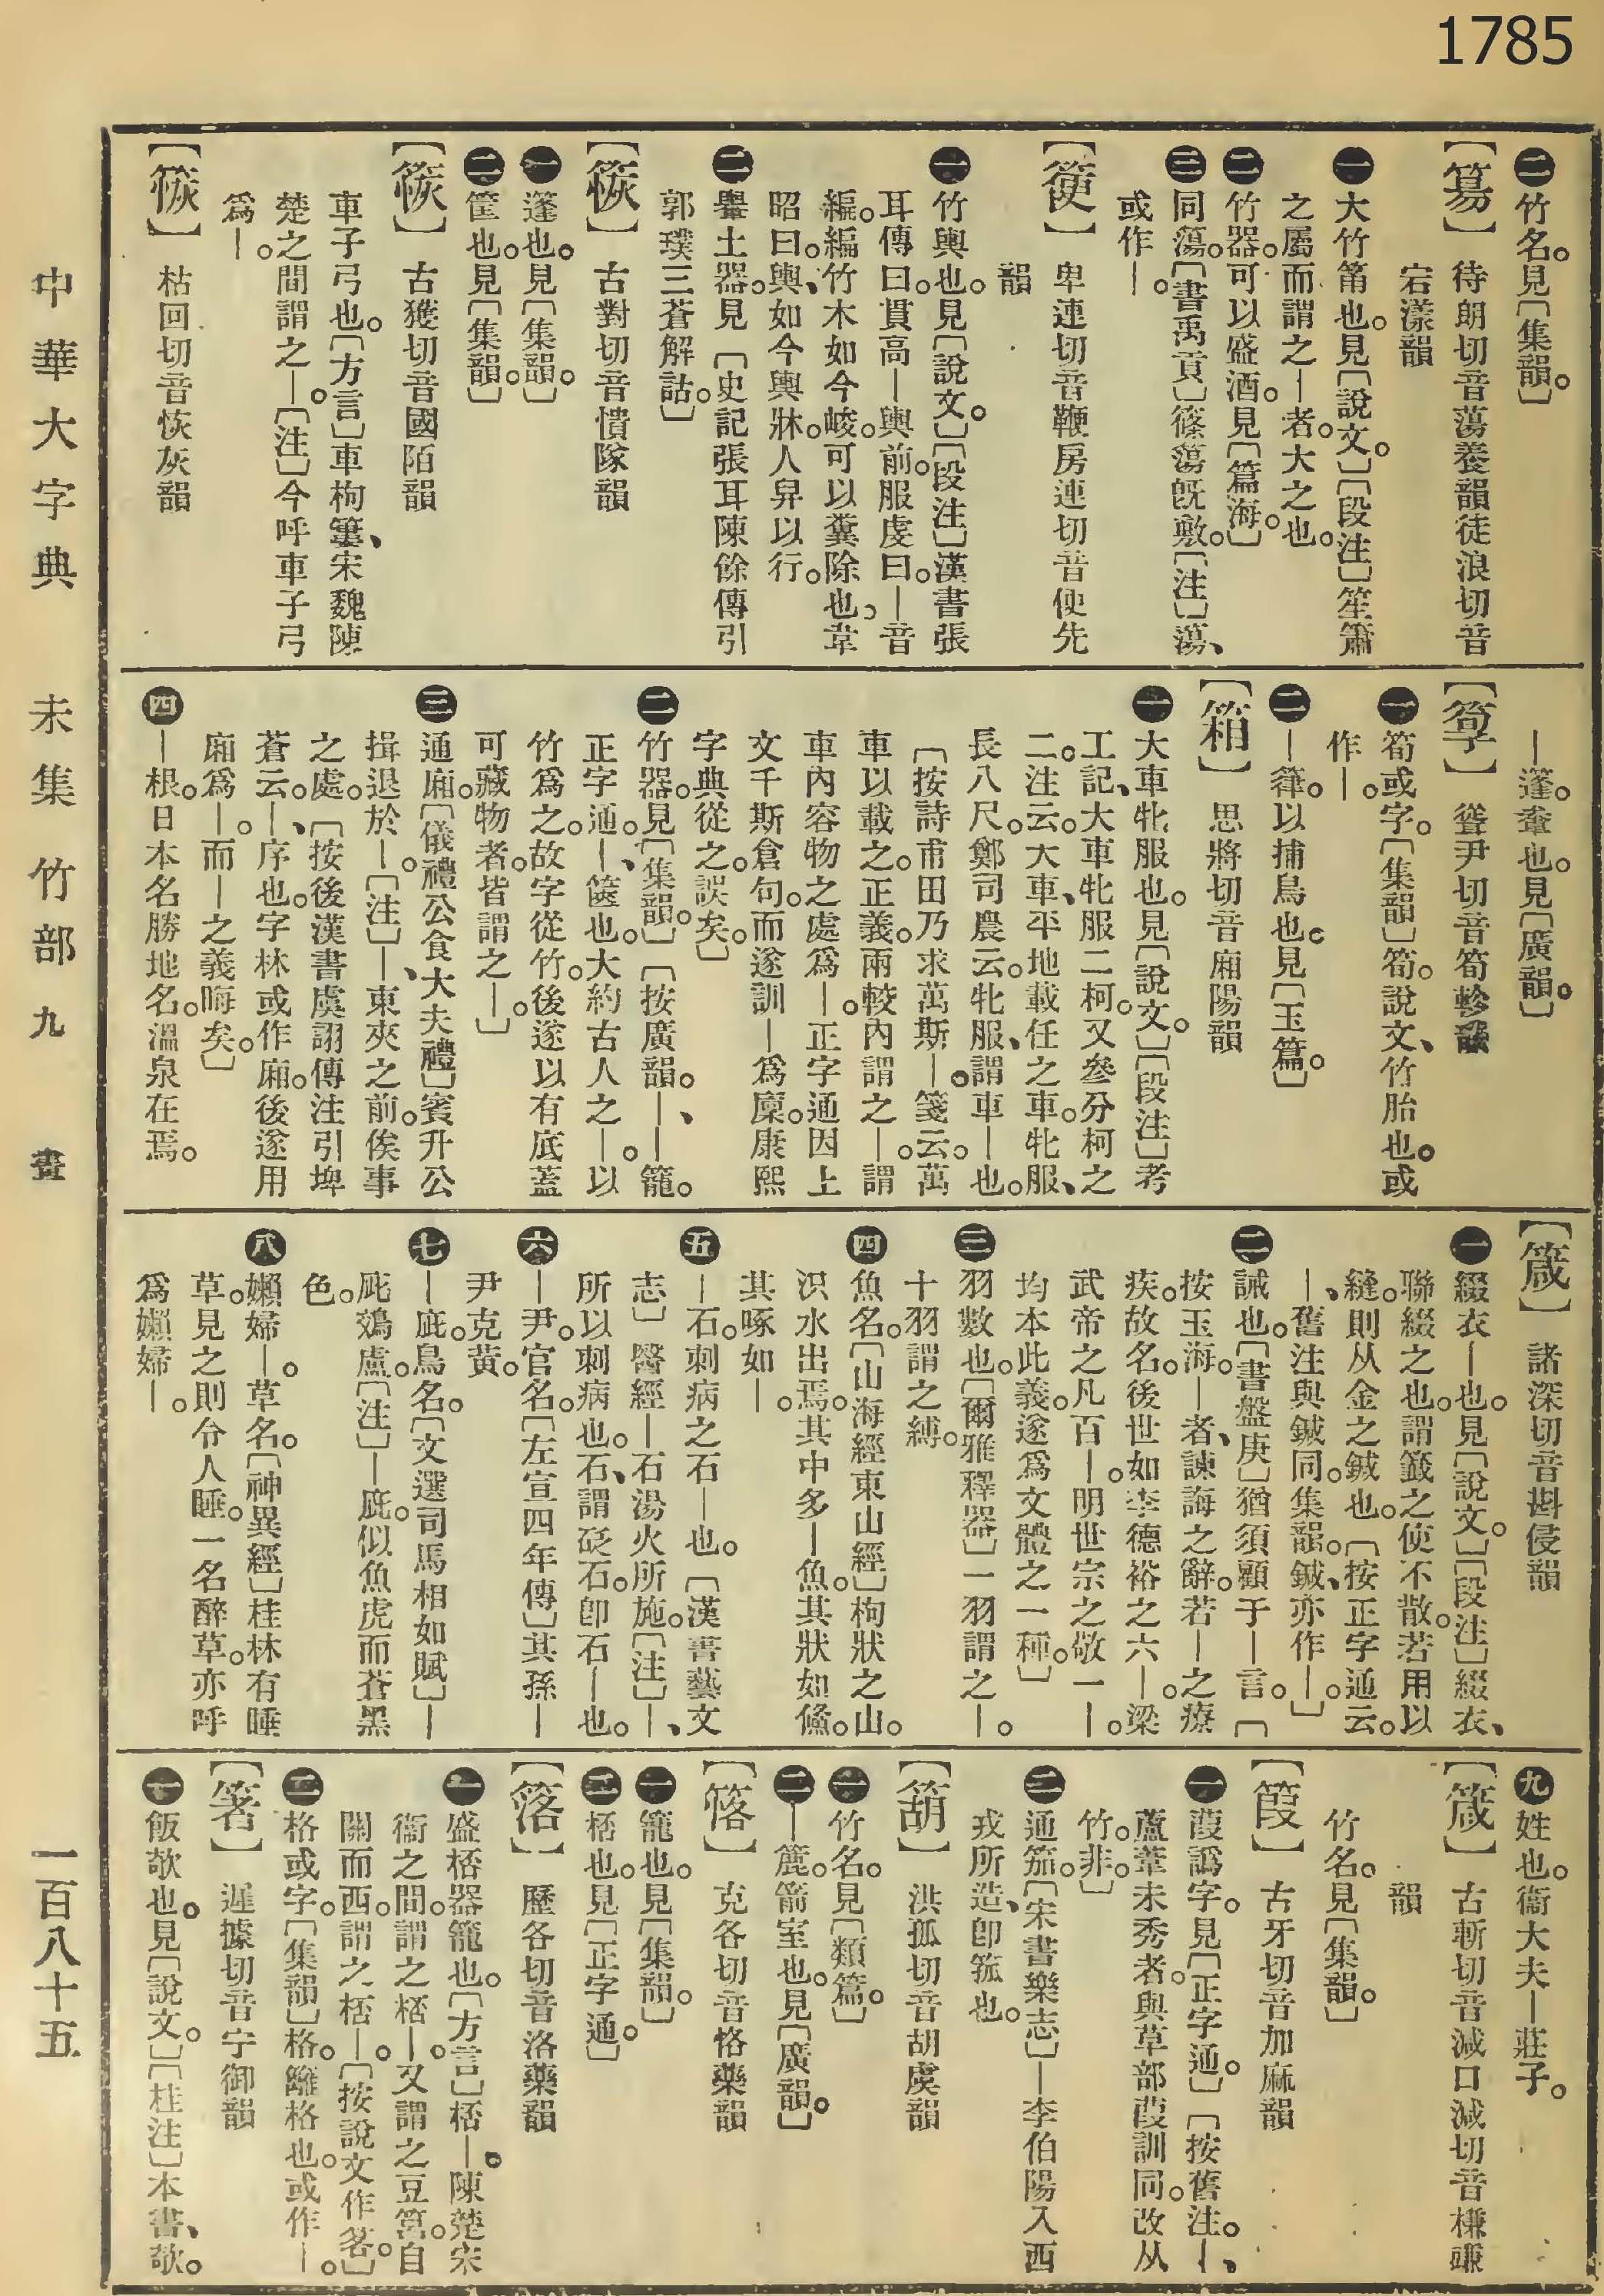 1785
㊁竹名。見〔集韻。〕
【簜】待朗切音蕩養韻徒浪切音
宕漾韻
㊀大竹筩也。見〔說文。〕〔段注〕笙簫
之屬而謂之—者。大之也。
㊁竹器。可以盛酒。見〔篇海。〕
㊂同簜。〔書禹貢〕篠簜旣敷。〔注〕簜、
或作—。
【箯】卑連切音鞭房連切音便先
韻
㊀竹輿也。見〔說文。〕〔段注〕漢書張
耳傳曰。貫高—輿前。服虔曰。—音
編。編竹木如今峻。可以糞除也。韋
昭曰。輿、如今輿牀。人舁以行。
㊁轝土器。見〔史記張耳陳餘傳引
郭璞三蒼解詁。〕
古對切音憒隊韻
㊀篷也。見〔集韻。〕
㊁筐也。見〔集韻。〕
古獲切音國陌韻
車子弓也。〔方言〕車枸簍、宋魏陳
楚之間謂之—。〔注〕今呼車子弓
爲—。
枯回切音恢灰韻
—篷。軬也。見〔廣韻。〕
聳尹切音筍軫韻
㊀筍或字。〔集韻〕筍。說文、竹胎也。或
作—。
㊁—䉶。以捕鳥也。見〔玉篇。〕
【箱】思將切音廂陽韻
㊀大車牝服也。見〔說文。〕〔段注〕考
工記、大車牝服二柯。又參分柯之
二。注云。大車、平地載任之車。牝服、
長八尺。鄭司農云。牝服、謂車—也。
〔按詩甫田乃求萬斯—。箋云。萬
車以載之。正義。兩較內謂之—。謂
車內容物之處爲—。正字通因上
文千斯倉句。而遂訓—爲廩。康熙
字典從之。誤矣。〕
㊁竹器。見〔集韻。〕〔按廣韻。—、—籠。
正字通。—、篋也。大約古人之—。以
竹爲之。故字從竹。後遂以有底蓋
可藏物者。皆謂之—。〕
㊂通廂。〔儀禮公食大夫禮〕賓升公
揖退於—。〔注〕—、東夾之前。俟事
之處。〔按後漢書虞詡傳注引埤
蒼云。—、序也。字林或作廂。後遂用
廂爲—。而—之義晦矣。〕
㊃—根。日本名勝地名。溫泉在焉。
【箴】諸深切音斟侵韻
㊀綴衣—也。見〔說文。〕〔段注〕綴衣、
聯綴之也。謂籤之使不散。若用以
縫。則从金之鍼也。〔按正字通云。
—、舊注與鍼同。集韻。鍼、亦作—。〕
㊁誡也。〔書盤庚〕猶須顧于—言。〔
按玉海。—者、諫誨之辭。若—之療
疾。故名。後世如李德裕之六—。梁
武帝之凡百—。明世宗之敬一—。
均本此義。遂爲文體之一種。〕
㊂羽數也。〔爾雅釋器〕一羽謂之—。
十羽謂之縛。
㊃魚名。〔山海經東山經〕枸狀之山。
㲼水出焉。其中多—魚。其狀如鯈。
其喙如—。
㊄—石。刺病之石—也。〔漢書藝文
志〕醫經—石湯火所施。〔注〕—、
所以刺病也。石、謂砭石。卽石—也。
㊅—尹。官名。〔左宣四年傳〕其孫—
尹克黃。
㊆—疵。鳥名。〔文選司馬相如賦〕—
疵鵁盧。〔注〕—疵。似魚虎而蒼黑
色。
㊇嬾婦—。草名。〔神異經〕桂林有睡
草。見之則令人睡。一名醉草。亦呼
爲嬾婦—。
㊈姓也。衞大夫—莊子。
【箴】古斬切音減口減切音槏豏
韻
竹名。見〔集韻。〕
【葭】古牙切音加麻韻
㊀葭譌字。見〔正字通。〕〔按舊注。—、
蘆葦未秀者。與草部葭訓同。改从
竹。非。〕
㊁通笳。〔宋書樂志〕—李伯陽入西
戎所造、卽笳也。
【箶】洪孤切音胡虞韻
㊀竹名。見〔類篇。〕
㊁—簏。箭室也。見〔廣韻。〕
【㗉】克各切音恪藥韻
㊀籠也。見〔集韻。〕
㊁桰也。見〔正字通。〕
【落】歷各切音洛藥韻
㊀盛桰器籠也。〔方言〕桰—。陳楚宋
衞之間。謂之桰—。又謂之豆筥。自
關而西。謂之桰—。〔按說文作笿。〕
㊁格或字。〔集韻〕格。籬格也。或作—。
【箸】遲據切音宁御韻
㊀飯攲也。見〔說文。〕〔桂注〕本書、攲。
中華大字典　未集　竹部　九畫　一百八十五